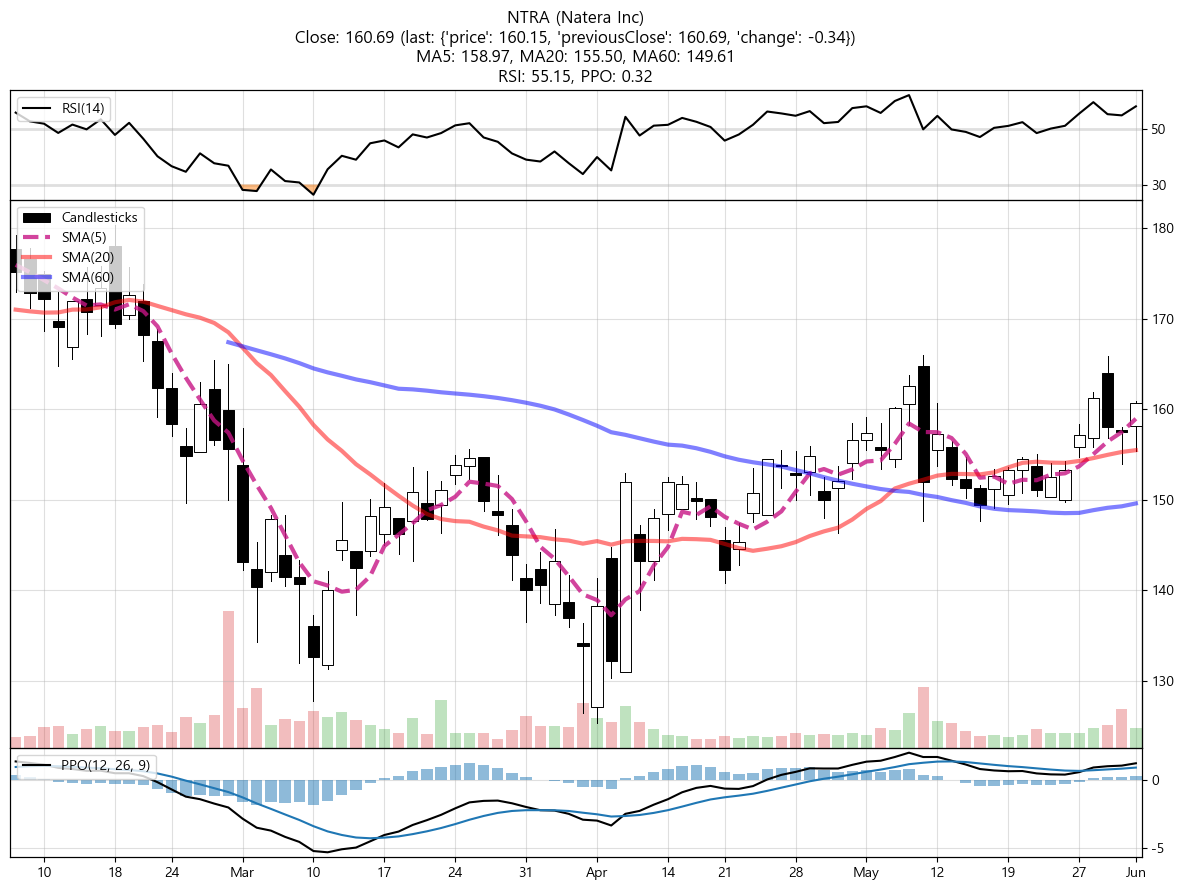 NTRA (Natera Inc)
Close: 160.69 (last: {'price': 160.15, 'previousClose': 160.69, 'change': -0.34})
MA5: 158.97, MA20: 155.50, MA60: 149.61
RSI: 55.15, PPO: 0.32
RSI(14)
50
30
Candlesticks
SMA(5)
SMA(20)
SMA(60)
180
170
160
150
140
130
PPO(12, 26, 9)
0
-5
10 18 24 Mar 10 17 24 31 Apr 14 21 28 May 12 19 27 Jun